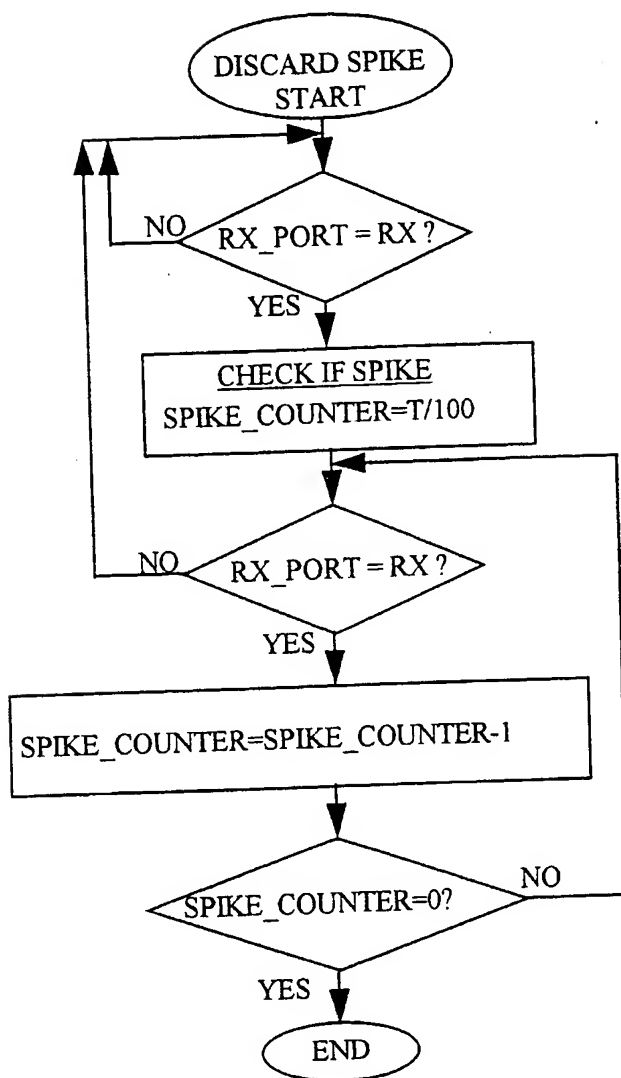 DISCARD SPIKE
START
NO
RX_PORT = RX ?
YES
CHECK IF SPIKE
SPIKE_COUNTER=T/100
NO
RX_PORT = RX ?
YES
SPIKE_COUNTER=SPIKE_COUNTER-1
SPIKE_COUNTER=0?
NO
YES
END